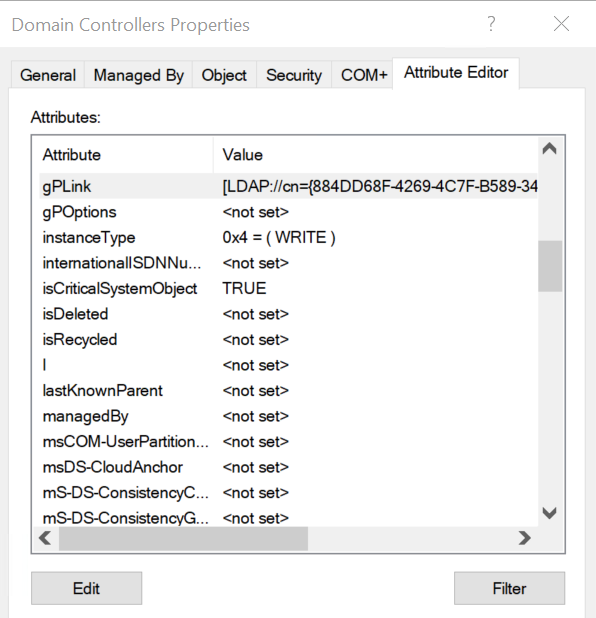 Domain Controllers Properties ?
General Managed By Object Security COM+ Attribute Editor
Attributes:
Attribute Value
gPLink [LDAP://cn={884DD68F-4269-4C7F-B589-34
gPOptions <not set>
instanceType 0x4 = ( WRITE )
internationalISDNNu... <not set>
isCriticalSystemObject TRUE
isDeleted <not set>
isRecycled <not set>
l <not set>
lastKnownParent <not set>
managedBy <not set>
msCOM-UserPartition... <not set>
msDS-CloudAnchor <not set>
mS-DS-ConsistencyC... <not set>
mS-DS-ConsistencyG... <not set>
Edit Filter